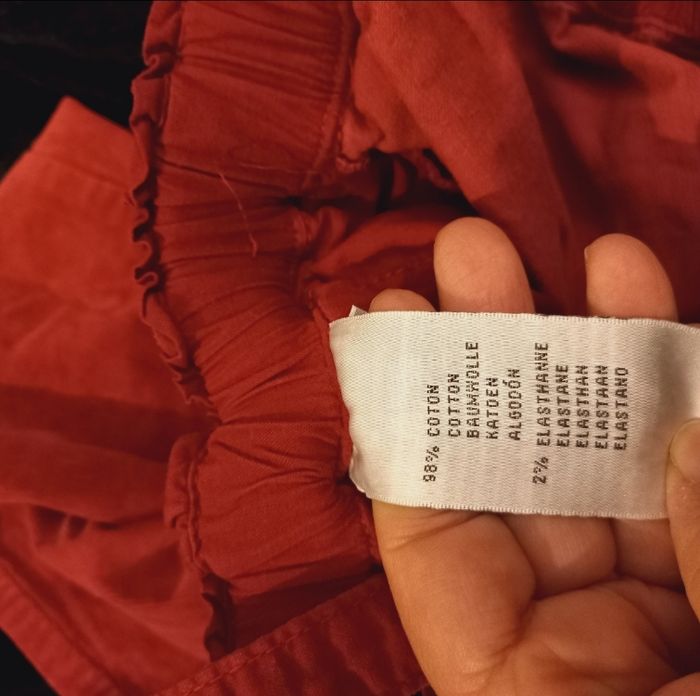 98% COTON
COTTON
BAUMWOLLE
KATOEN
ALGODÓN
2% ELASTHANNE
ELASTANE
ELASTHAN
ELASTAAN
ELASTANO